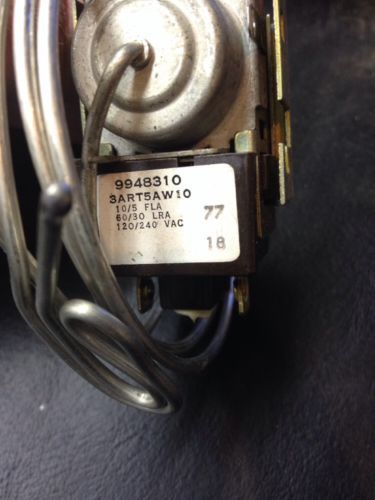 9948310
3ART5AW10
10/5 FLA
60/30 LRA
120/240 VAC
77
18